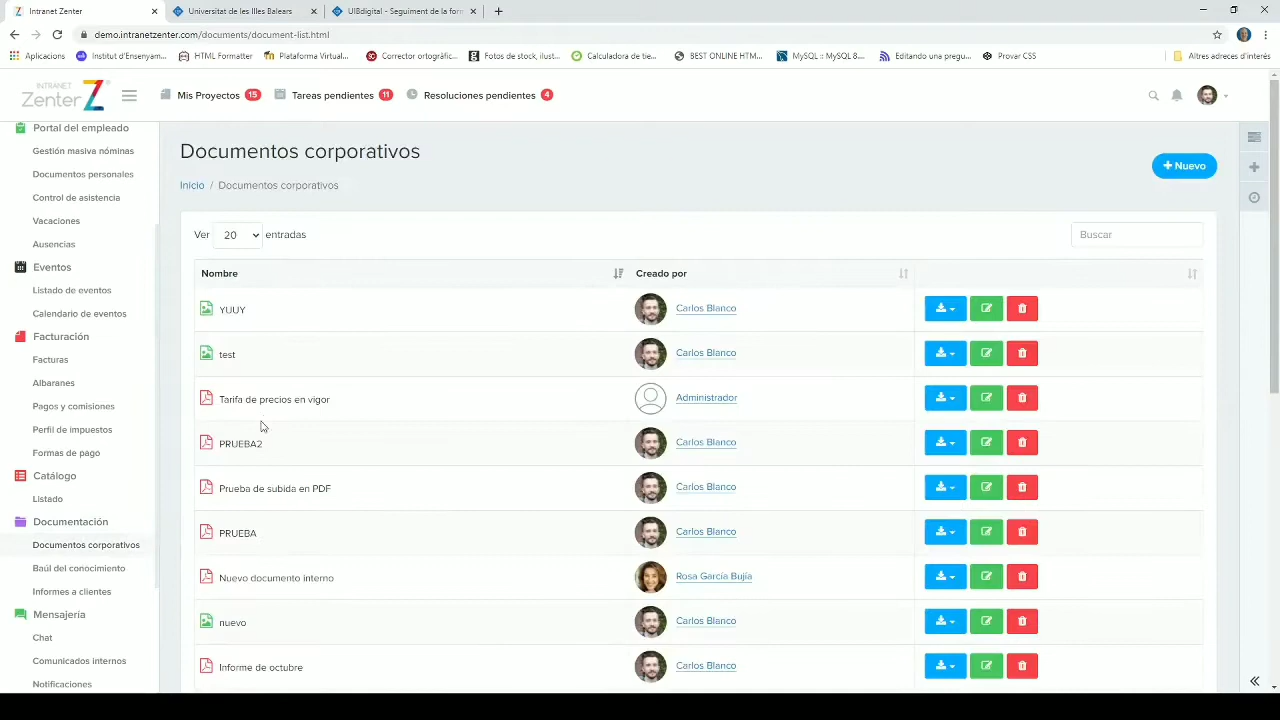 Intranet Zenter
Universitat de les Illes Balears
UIBdigital - Seguiment de la form
demo.intranetzenter.com/documents/document-list.html
Aplicacions
Institut d'Ensenyam...
HTML Formatter
Plataforma Virtual...
Corrector ortogràfic...
Fotos de stock, ilust...
Calculadora de tie...
BEST ONLINE HTM...
MySQL :: MySQL 8....
Editando una pregu...
Provar CSS
Altres adreces d'interès
INTRANET
Zenter
Mis Proyectos 15
Tareas pendientes 11
Resoluciones pendientes 4
Portal del empleado
Gestión masiva nóminas
Documentos personales
Control de asistencia
Vacaciones
Ausencias
Eventos
Listado de eventos
Calendario de eventos
Facturación
Facturas
Albaranes
Pagos y comisiones
Perfil de impuestos
Formas de pago
Catálogo
Listado
Documentación
Documentos corporativos
Baúl del conocimiento
Informes a clientes
Mensajería
Chat
Comunicados internos
Notificaciones
Documentos corporativos
Inicio / Documentos corporativos
+ Nuevo
Ver 20 entradas
Buscar
Nombre Creado por
YUUY Carlos Blanco
test Carlos Blanco
Tarifa de precios en vigor Administrador
PRUEBA2 Carlos Blanco
Prueba de subida en PDF Carlos Blanco
PRUEBA Carlos Blanco
Nuevo documento interno Rosa García Bujía
nuevo Carlos Blanco
Informe de octubre Carlos Blanco